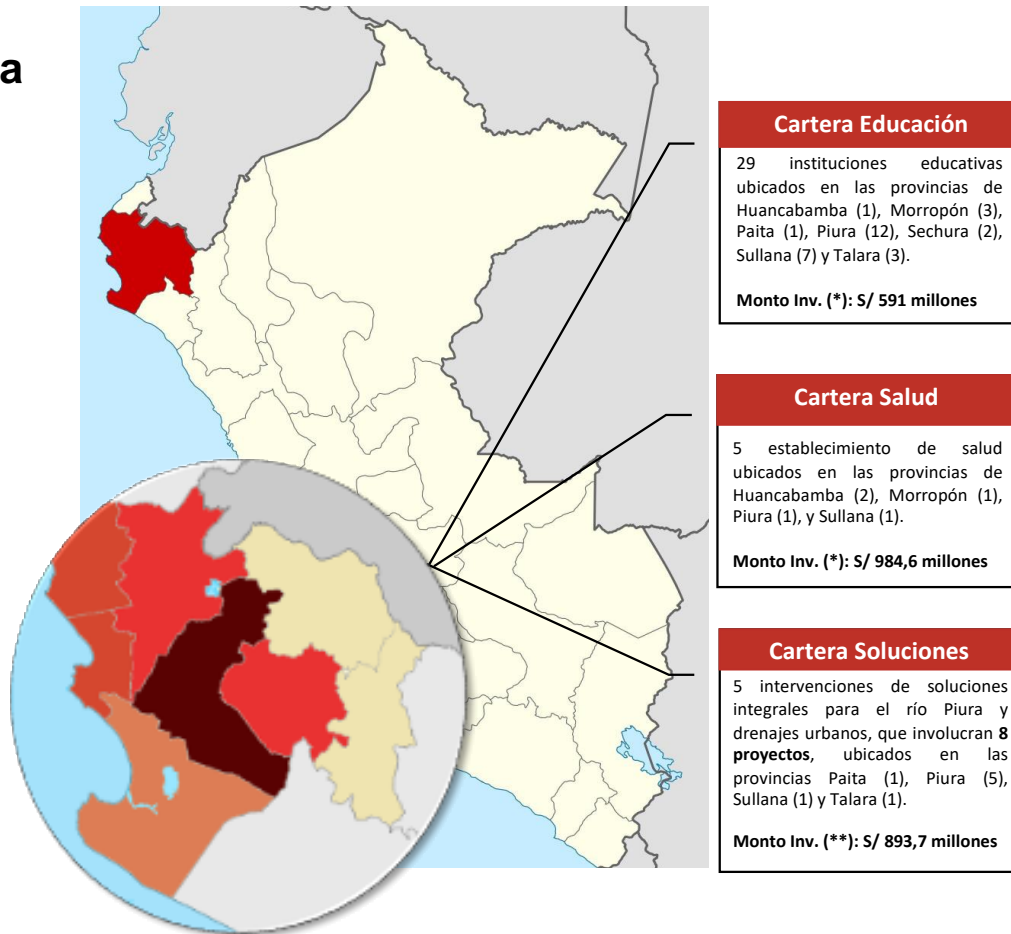 a
Cartera Educación
29 instituciones educativas
ubicados en las provincias de
Huancabamba (1), Morropón (3),
Paita (1), Piura (12), Sechura (2),
Sullana (7) y Talara (3).
Monto Inv. (*): S/ 591 millones
Cartera Salud
5 establecimiento de salud
ubicados en las provincias de
Huancabamba (2), Morropón (1),
Piura (1), y Sullana (1).
Monto Inv. (*): S/ 984,6 millones
Cartera Soluciones
5 intervenciones de soluciones
integrales para el río Piura y
drenajes urbanos, que involucran 8
proyectos, ubicados en las
provincias Paita (1), Piura (5),
Sullana (1) y Talara (1).
Monto Inv. (**): S/ 893,7 millones